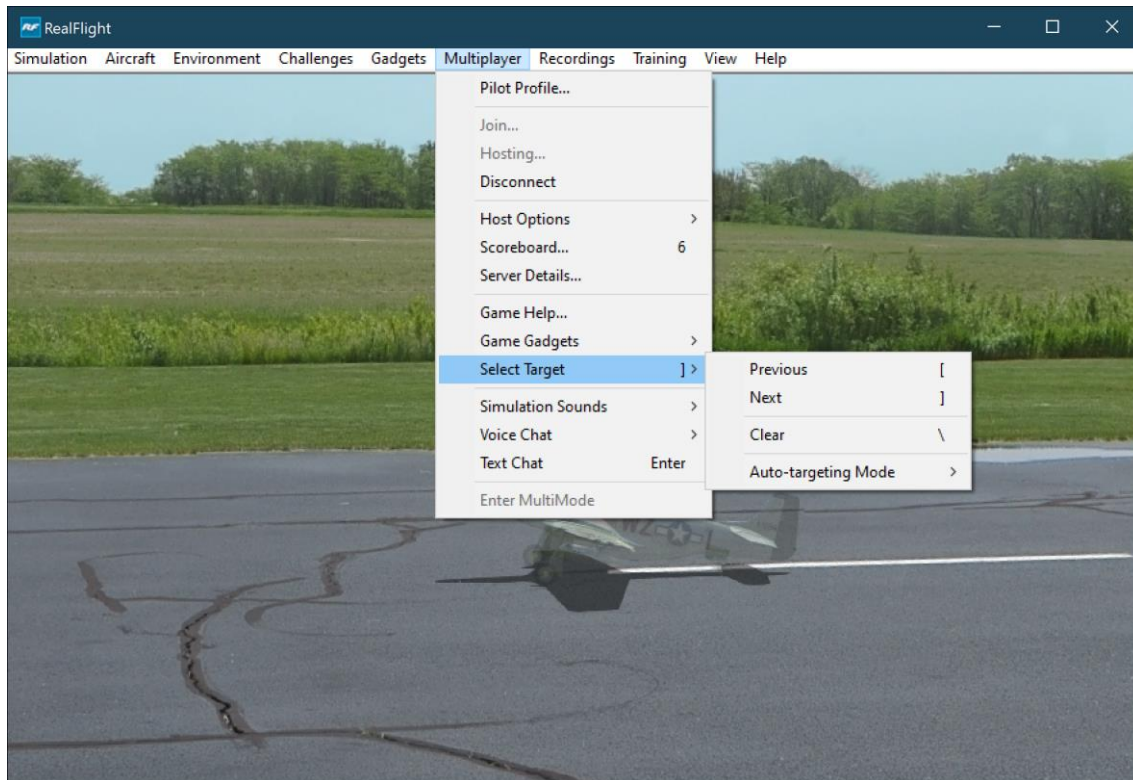 RealFlight
Simulation Aircraft Environment Challenges Gadgets Multiplayer Recordings Training View Help
Pilot Profile...
Join...
Hosting...
Disconnect
Host Options >
Scoreboard... 6
Server Details...
Game Help...
Game Gadgets >
Select Target ] >
Simulation Sounds >
Voice Chat >
Text Chat Enter
Enter MultiMode
Previous [
Next ]
Clear \
Auto-targeting Mode >
WZ L